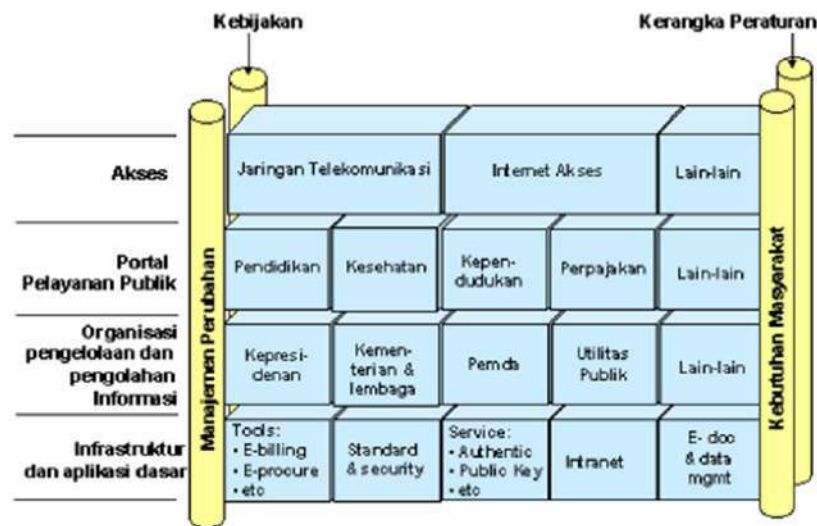 Kebijakan
Kerangka Peraturan
Akses
Jaringan Telekomunikasi
Internet Akses
Lain-lain
Portal
Pelayanan Publik
Pendidikan
Kesehatan
Kepen-
dudukan
Perpajakan
Lain-lain
Organisasi
pengelolaan dan
pengolahan
Informasi
Kepresi-
denan
Kemen-
terian &
lembaga
Pemda
Utilitas
Publik
Lain-lain
Infrastruktur
dan aplikasi dasar
Tools:
• E-billing
• E-procure
• etc
Standard
& security
Service:
• Authentic
• Public Key
• etc
Intranet
E- doc
& data
mgmt
Manajemen Perubahan
Kebutuhan Masyarakat